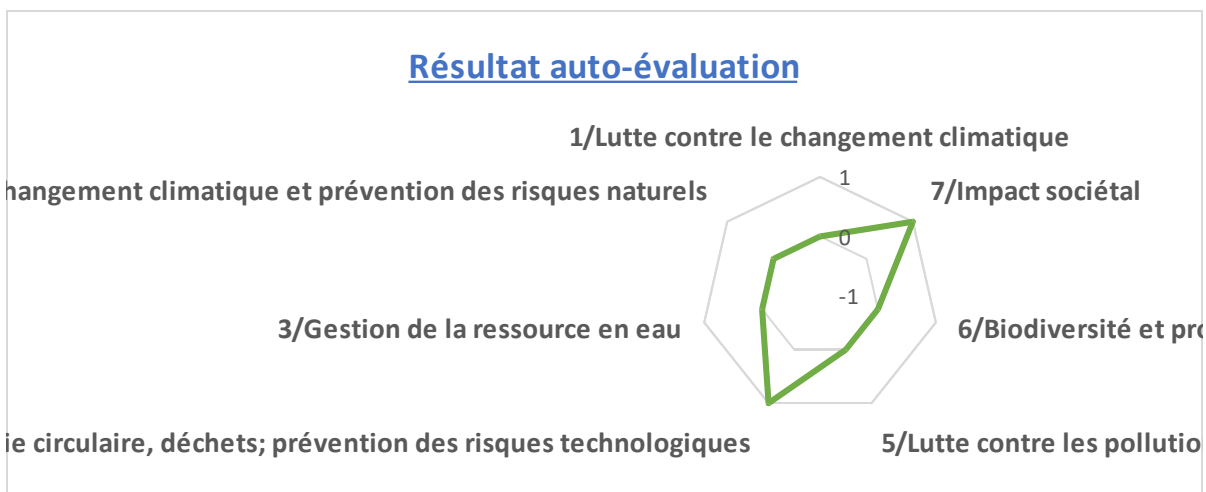 Résultat auto-évaluation
1/Lutte contre le changement climatique
hangement climatique et prévention des risques naturels
1
7/Impact sociétal
0
-1
3/Gestion de la ressource en eau
6/Biodiversité et pro
ie circulaire, déchets; prévention des risques technologiques
5/Lutte contre les pollutio